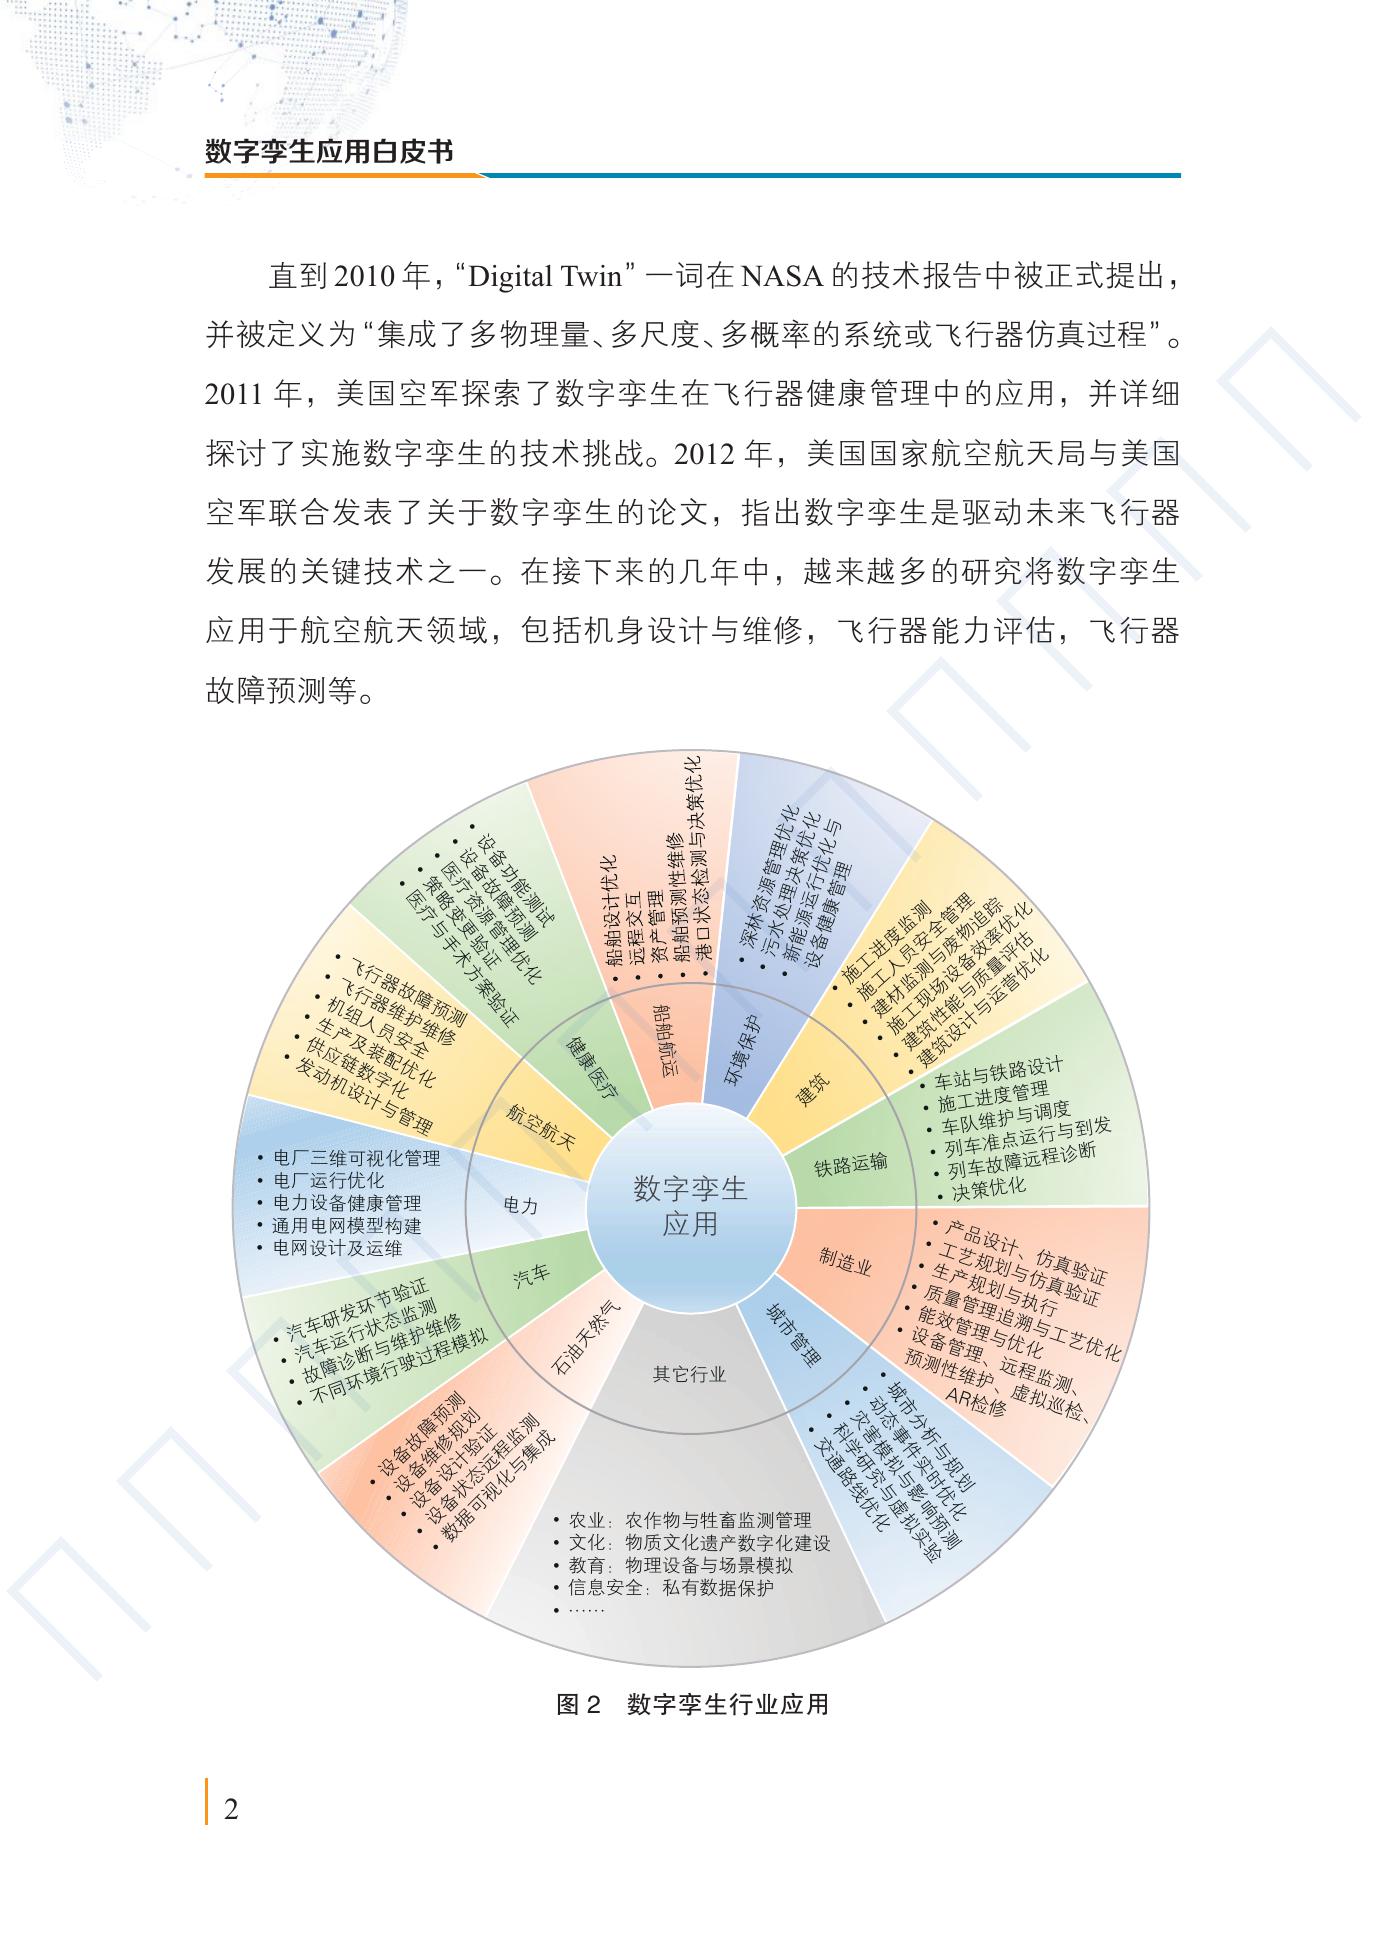 数字孪生应用白皮书
直到 2010 年，“Digital Twin” 一词在 NASA 的技术报告中被正式提出，
并被定义为 “集成了多物理量、多尺度、多概率的系统或飞行器仿真过程” 。
2011 年，美国空军探索了数字孪生在飞行器健康管理中的应用，并详细
探讨了实施数字孪生的技术挑战。2012 年，美国国家航空航天局与美国
空军联合发表了关于数字孪生的论文，指出数字孪生是驱动未来飞行器
发展的关键技术之一。在接下来的几年中，越来越多的研究将数字孪生
应用于航空航天领域，包括机身设计与维修，飞行器能力评估，飞行器
故障预测等。
数字孪生
应用
船舶航运
• 船舶设计优化
• 远程交互
• 资产管理
• 船舶预测性维修
• 港口状态检测与决策优化
环境保护
• 深林资源管理优化
• 污水处理决策优化
• 新能源运行优化与
设备健康管理
建筑
• 施工进度监测
• 施工人员安全管理
• 建材监测与废物追踪
• 施工现场设备效率优化
• 建筑性能与质量评估
• 建筑设计与运营优化
铁路运输
• 车站与铁路设计
• 施工进度管理
• 车队维护与调度
• 列车准点运行与到发
• 列车故障远程诊断
• 决策优化
制造业
• 产品设计、仿真验证
• 工艺规划与仿真验证
• 生产规划与执行
• 质量管理追溯与工艺优化
• 能效管理与优化
• 设备管理、远程监测、
预测性维护、虚拟巡检、
AR检修
城市管理
• 城市分析与规划
• 动态事件实时优化
• 灾害模拟与影响预测
• 科学研究与虚拟实验
• 交通路线优化
其它行业
• 农业：农作物与牲畜监测管理
• 文化：物质文化遗产数字化建设
• 教育：物理设备与场景模拟
• 信息安全：私有数据保护
• ……
石油天然气
• 设备故障预测
• 设备维修规划
• 设备设计验证
• 设备状态远程监测
• 数据可视化与集成
汽车
• 汽车研发环节验证
• 汽车运行状态监测
• 故障诊断与维护维修
• 不同环境行驶过程模拟
电力
• 电厂三维可视化管理
• 电厂运行优化
• 电力设备健康管理
• 通用电网模型构建
• 电网设计及运维
航空航天
• 飞行器故障预测
• 飞行器维护维修
• 机组人员安全
• 生产及装配优化
• 供应链数字化
• 发动机设计与管理
健康医疗
• 设备功能测试
• 设备故障预测
• 医疗资源管理优化
• 策略变更验证
• 医疗与手术方案验证
图 2 数字孪生行业应用
2